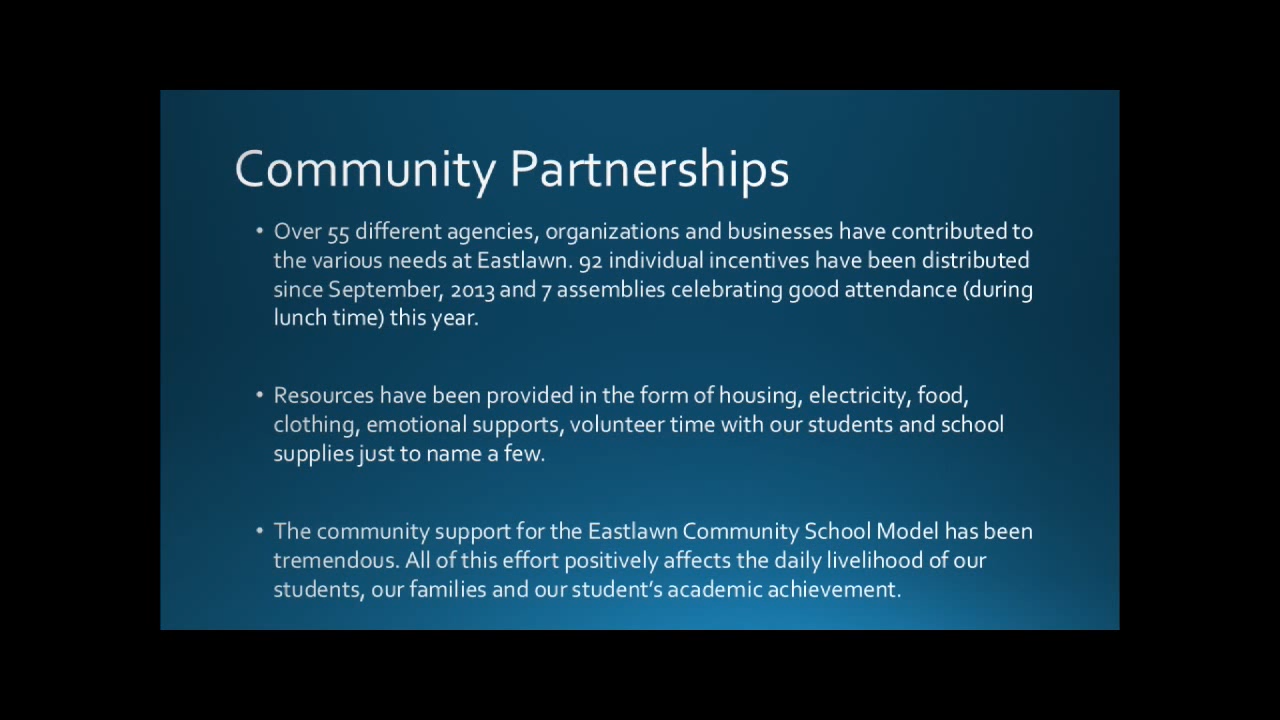 Community Partnerships
• Over 55 different agencies, organizations and businesses have contributed to
the various needs at Eastlawn. 92 individual incentives have been distributed
since September, 2013 and 7 assemblies celebrating good attendance (during
lunch time) this year.
• Resources have been provided in the form of housing, electricity, food,
clothing, emotional supports, volunteer time with our students and school
supplies just to name a few.
• The community support for the Eastlawn Community School Model has been
tremendous. All of this effort positively affects the daily livelihood of our
students, our families and our student's academic achievement.